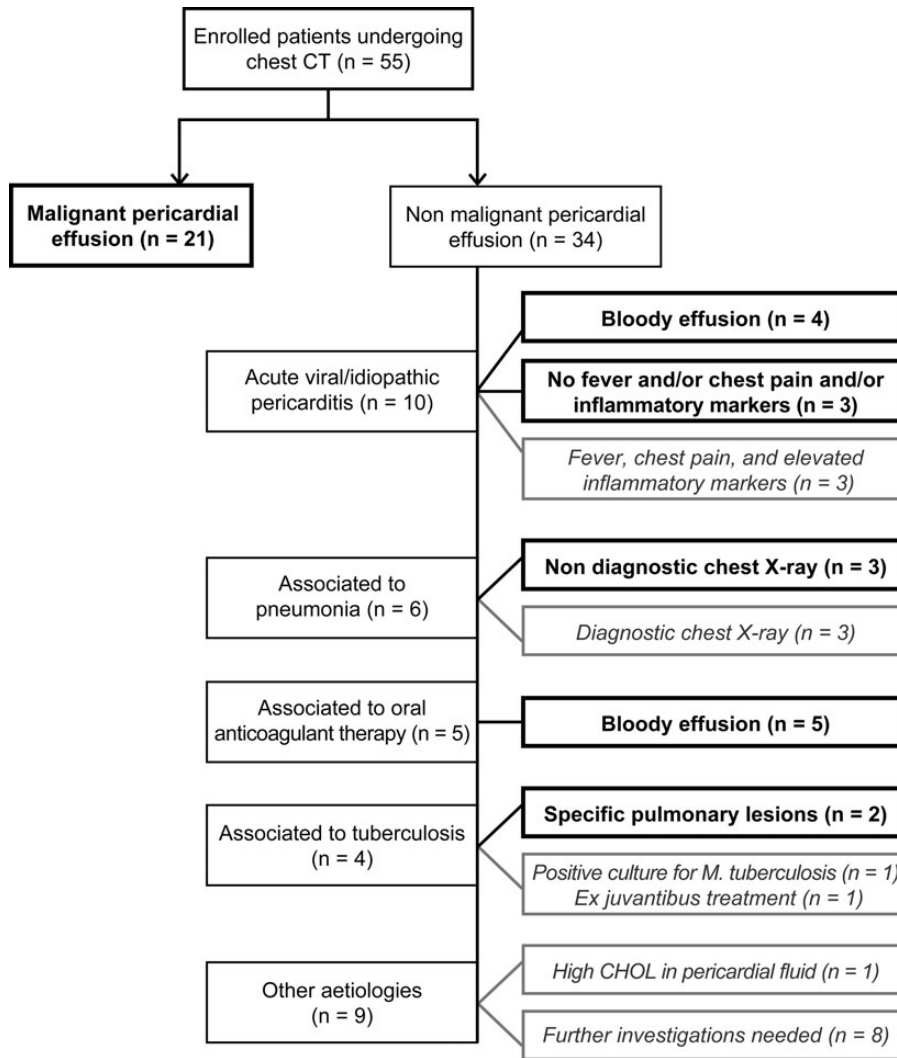 Enrolled patients undergoing
chest CT (n = 55)
Malignant pericardial
effusion (n = 21)
Non malignant pericardial
effusion (n = 34)
Acute viral/idiopathic
pericarditis (n = 10)
Bloody effusion (n = 4)
No fever and/or chest pain and/or
inflammatory markers (n = 3)
Fever, chest pain, and elevated
inflammatory markers (n = 3)
Associated to
pneumonia (n = 6)
Non diagnostic chest X-ray (n = 3)
Diagnostic chest X-ray (n = 3)
Associated to oral
anticoagulant therapy (n = 5)
Bloody effusion (n = 5)
Associated to tuberculosis
(n = 4)
Specific pulmonary lesions (n = 2)
Positive culture for M. tuberculosis (n = 1)
Ex juvantibus treatment (n = 1)
Other aetiologies
(n = 9)
High CHOL in pericardial fluid (n = 1)
Further investigations needed (n = 8)